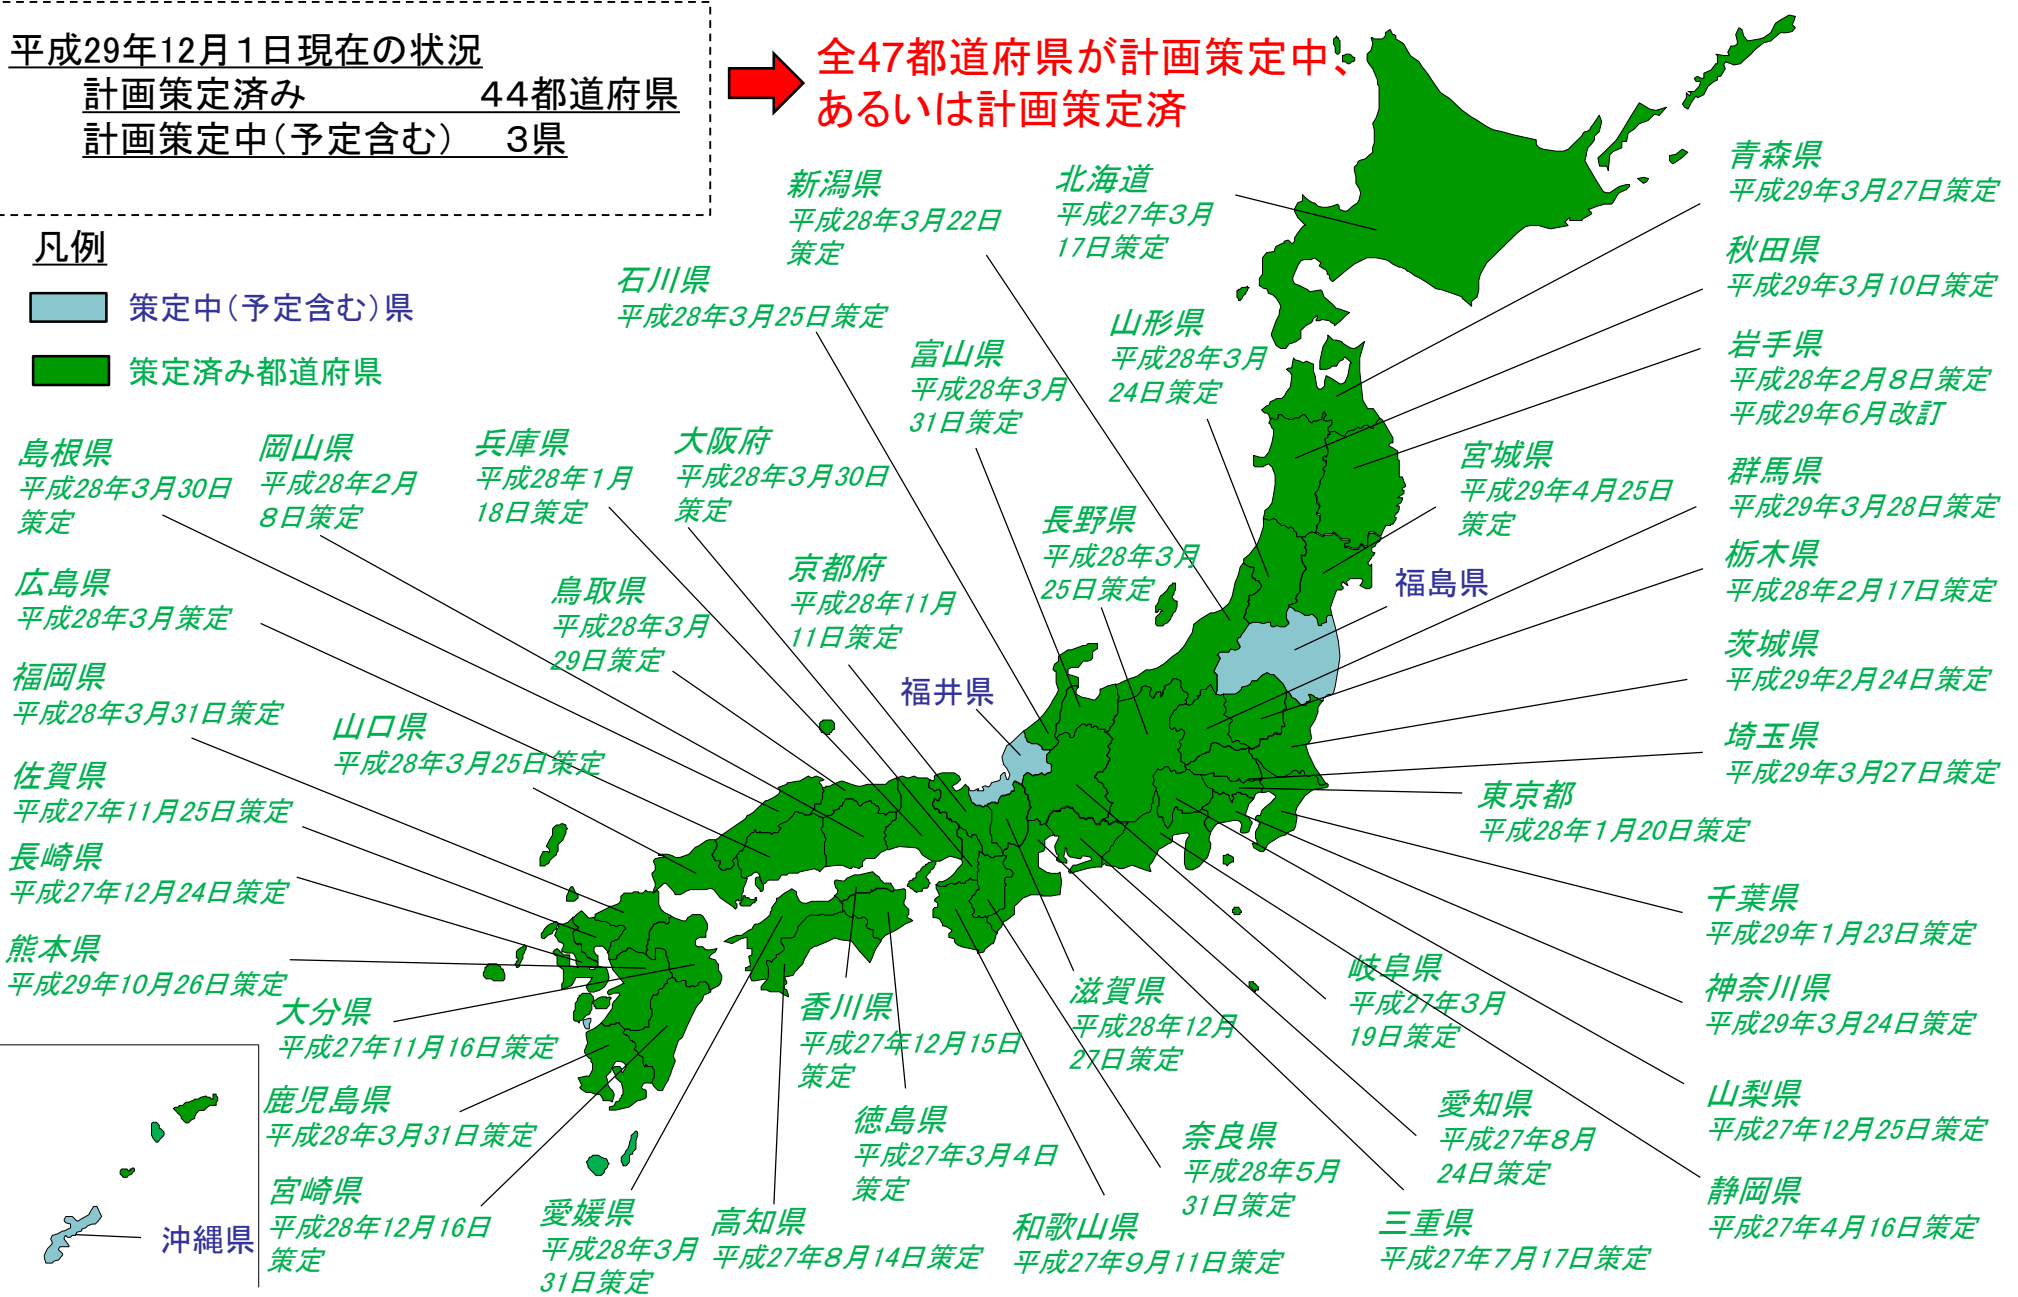 平成29年12月１日現在の状況
計画策定済み　44都道府県
計画策定中（予定含む）　３県
全47都道府県が計画策定中、
あるいは計画策定済
凡例
策定中（予定含む）県
策定済み都道府県
新潟県
平成28年３月22日
策定
北海道
平成27年３月
17日策定
青森県
平成29年３月27日策定
秋田県
平成29年３月10日策定
石川県
平成28年３月25日策定
富山県
平成28年３月
31日策定
山形県
平成28年３月
24日策定
岩手県
平成28年２月８日策定
平成29年６月改訂
島根県
平成28年３月30日
策定
岡山県
平成28年２月
８日策定
兵庫県
平成28年１月
18日策定
大阪府
平成28年３月30日
策定
宮城県
平成29年４月25日
策定
群馬県
平成29年３月28日策定
長野県
平成28年３月
25日策定
京都府
平成28年11月
11日策定
鳥取県
平成28年３月
29日策定
福島県
栃木県
平成28年２月17日策定
広島県
平成28年３月策定
茨城県
平成29年２月24日策定
福岡県
平成28年３月31日策定
山口県
平成28年３月25日策定
福井県
埼玉県
平成29年３月27日策定
佐賀県
平成27年11月25日策定
東京都
平成28年１月20日策定
長崎県
平成27年12月24日策定
千葉県
平成29年１月23日策定
熊本県
平成29年10月26日策定
大分県
平成27年11月16日策定
香川県
平成27年12月15日
策定
滋賀県
平成28年12月
27日策定
岐阜県
平成27年３月
19日策定
神奈川県
平成29年３月24日策定
鹿児島県
平成28年３月31日策定
徳島県
平成27年３月４日
策定
奈良県
平成28年５月
31日策定
愛知県
平成27年８月
24日策定
山梨県
平成27年12月25日策定
沖縄県
宮崎県
平成28年12月16日
策定
愛媛県
平成28年３月
31日策定
高知県
平成27年８月14日策定
和歌山県
平成27年９月11日策定
三重県
平成27年７月17日策定
静岡県
平成27年４月16日策定